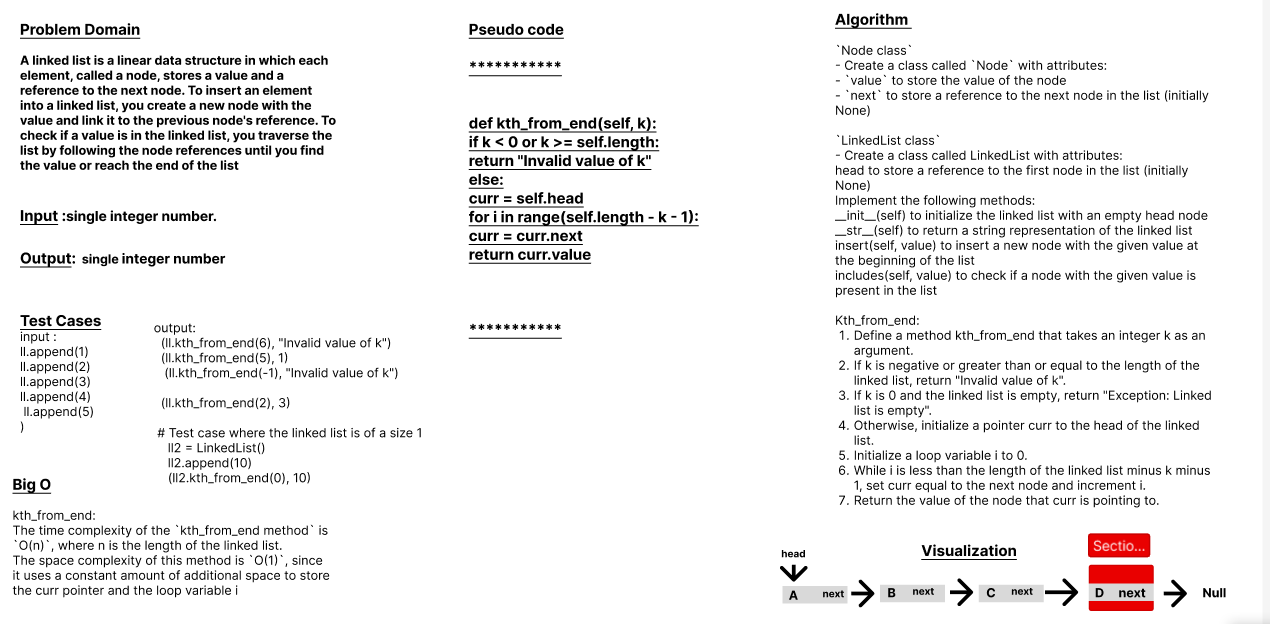 Problem Domain
A linked list is a linear data structure in which each
element, called a node, stores a value and a
reference to the next node. To insert an element
into a linked list, you create a new node with the
value and link it to the previous node's reference. To
check if a value is in the linked list, you traverse the
list by following the node references until you find
the value or reach the end of the list
Input :single integer number.
Output: single integer number
Test Cases
input :
ll.append(1)
ll.append(2)
ll.append(3)
ll.append(4)
ll.append(5)
)
output:
(ll.kth_from_end(6), "Invalid value of k")
(ll.kth_from_end(5), 1)
(ll.kth_from_end(-1), "Invalid value of k")
(ll.kth_from_end(2), 3)
# Test case where the linked list is of a size 1
ll2 = LinkedList()
ll2.append(10)
(ll2.kth_from_end(0), 10)
Big O
kth_from_end:
The time complexity of the `kth_from_end method` is
`O(n)`, where n is the length of the linked list.
The space complexity of this method is `O(1)`, since
it uses a constant amount of additional space to store
the curr pointer and the loop variable i
Pseudo code
***********
def kth_from_end(self, k):
if k < 0 or k >= self.length:
return "Invalid value of k"
else:
curr = self.head
for i in range(self.length - k - 1):
curr = curr.next
return curr.value
***********
Algorithm
`Node class`
- Create a class called `Node` with attributes:
- `value` to store the value of the node
- `next` to store a reference to the next node in the list (initially
None)
`LinkedList class`
- Create a class called LinkedList with attributes:
head to store a reference to the first node in the list (initially
None)
Implement the following methods:
__init__(self) to initialize the linked list with an empty head node
__str__(self) to return a string representation of the linked list
insert(self, value) to insert a new node with the given value at
the beginning of the list
includes(self, value) to check if a node with the given value is
present in the list
Kth_from_end:
1. Define a method kth_from_end that takes an integer k as an
argument.
2. If k is negative or greater than or equal to the length of the
linked list, return "Invalid value of k".
3. If k is 0 and the linked list is empty, return "Exception: Linked
list is empty".
4. Otherwise, initialize a pointer curr to the head of the linked
list.
5. Initialize a loop variable i to 0.
6. While i is less than the length of the linked list minus k minus
1, set curr equal to the next node and increment i.
7. Return the value of the node that curr is pointing to.
Visualization
Sectio...
head
A next B next C next D next Null